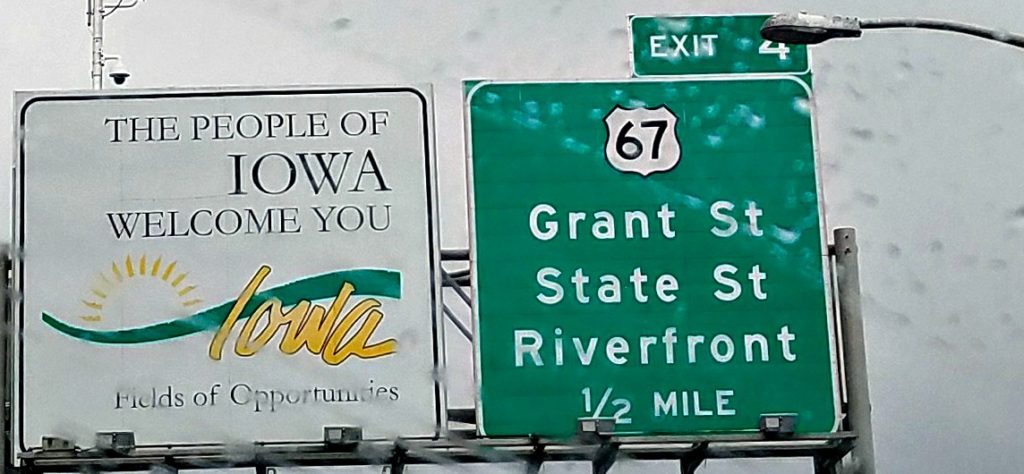 THE PEOPLE OF
IOWA
WELCOME YOU
Iowa
Fields of Opportunities
EXIT 4
67
Grant St
State St
Riverfront
1/2 MILE